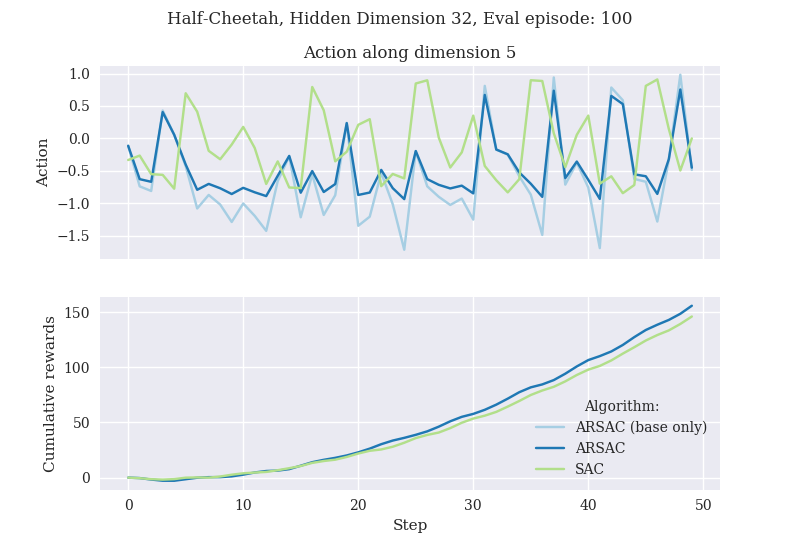 Half-Cheetah, Hidden Dimension 32, Eval episode: 100
Action along dimension 5
Action
1.0
0.5
0.0
−0.5
−1.0
−1.5
Cumulative rewards
150
100
50
0
Algorithm:
ARSAC (base only)
ARSAC
SAC
0 10 20 30 40 50
Step